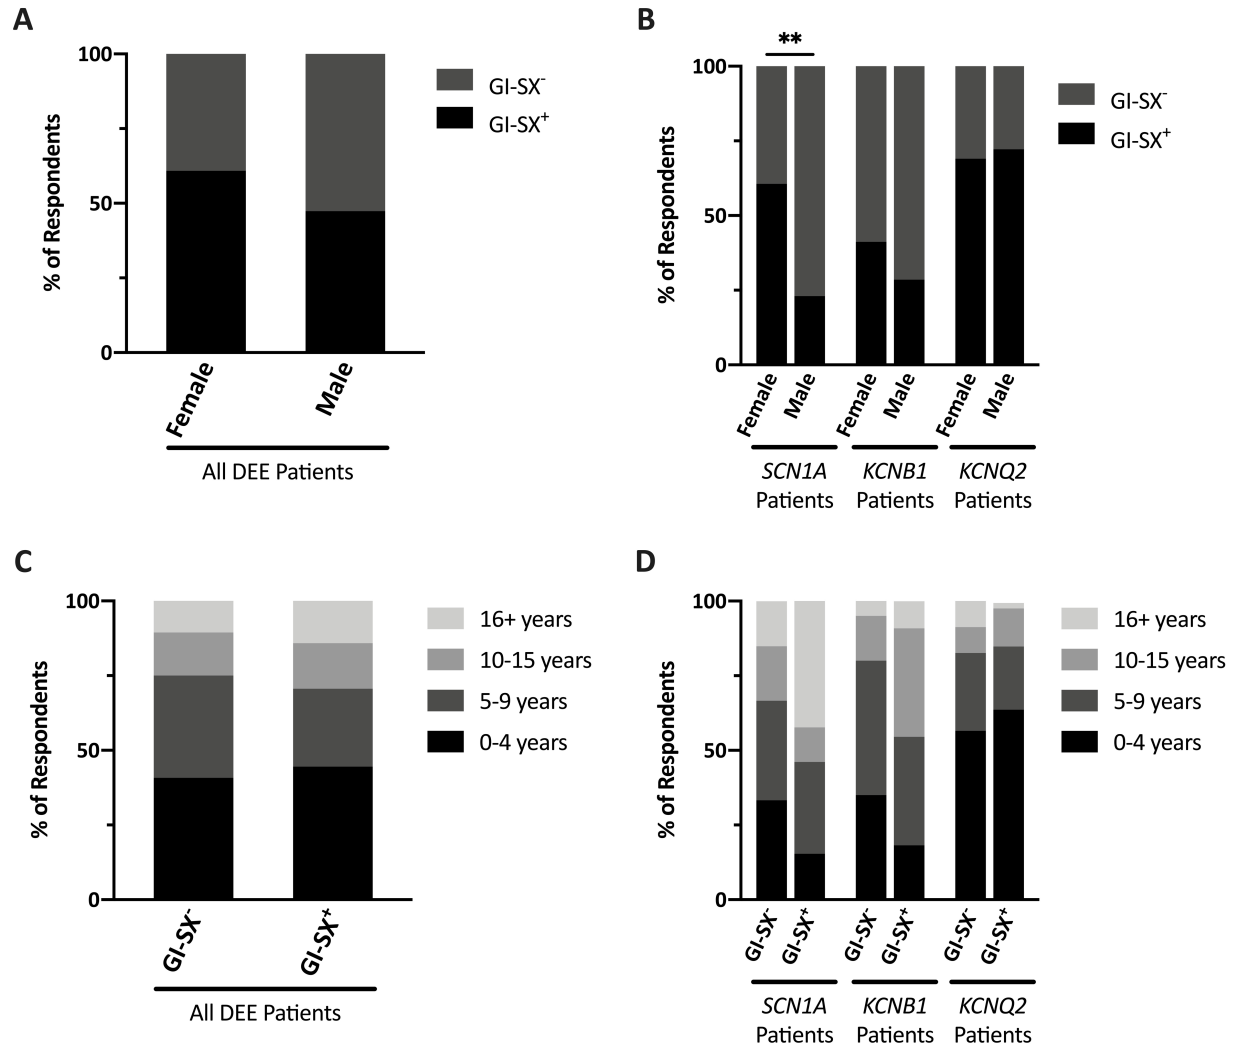 A
% of Respondents
100
50
0
Female
Male
All DEE Patients
GI-SX⁻
GI-SX⁺
B
**
% of Respondents
100
50
0
Female
Male
Female
Male
Female
Male
SCN1A
Patients
KCNB1
Patients
KCNQ2
Patients
GI-SX⁻
GI-SX⁺
C
% of Respondents
100
50
0
GI-SX⁻
GI-SX⁺
All DEE Patients
16+ years
10-15 years
5-9 years
0-4 years
D
% of Respondents
100
50
0
GI-SX⁻
GI-SX⁺
GI-SX⁻
GI-SX⁺
GI-SX⁻
GI-SX⁺
SCN1A
Patients
KCNB1
Patients
KCNQ2
Patients
16+ years
10-15 years
5-9 years
0-4 years